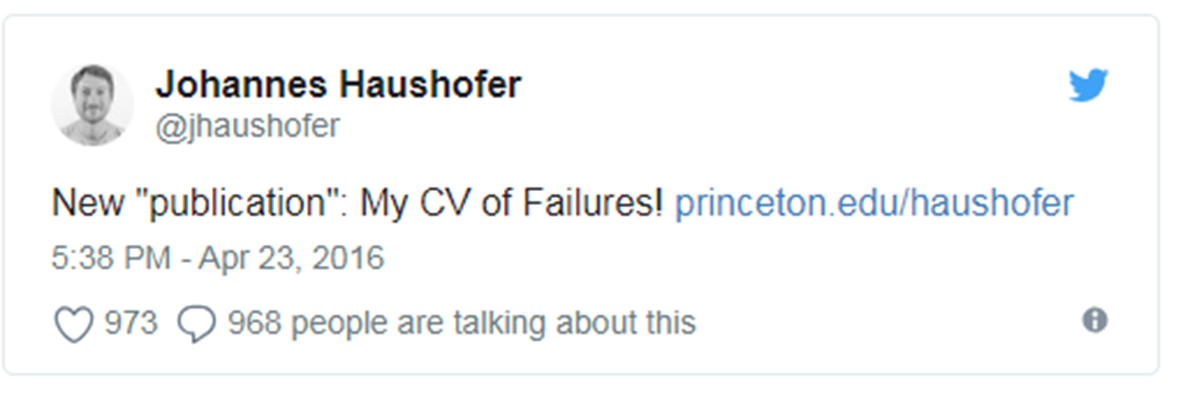 Johannes Haushofer
@jhaushofer
New "publication": My CV of Failures! princeton.edu/haushofer
5:38 PM - Apr 23, 2016
973 968 people are talking about this